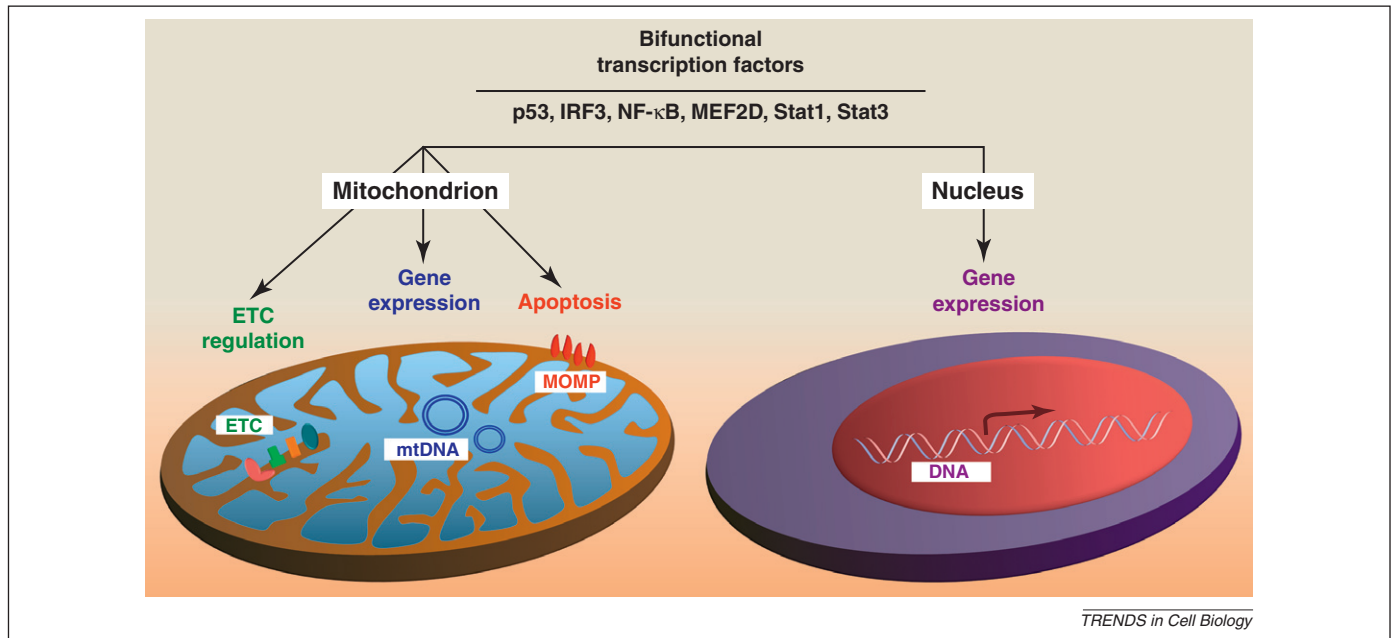 Bifunctional
transcription factors
p53, IRF3, NF-κB, MEF2D, Stat1, Stat3
Mitochondrion
Nucleus
ETC
regulation
Gene
expression
Apoptosis
Gene
expression
MOMP
ETC
mtDNA
DNA
TRENDS in Cell Biology